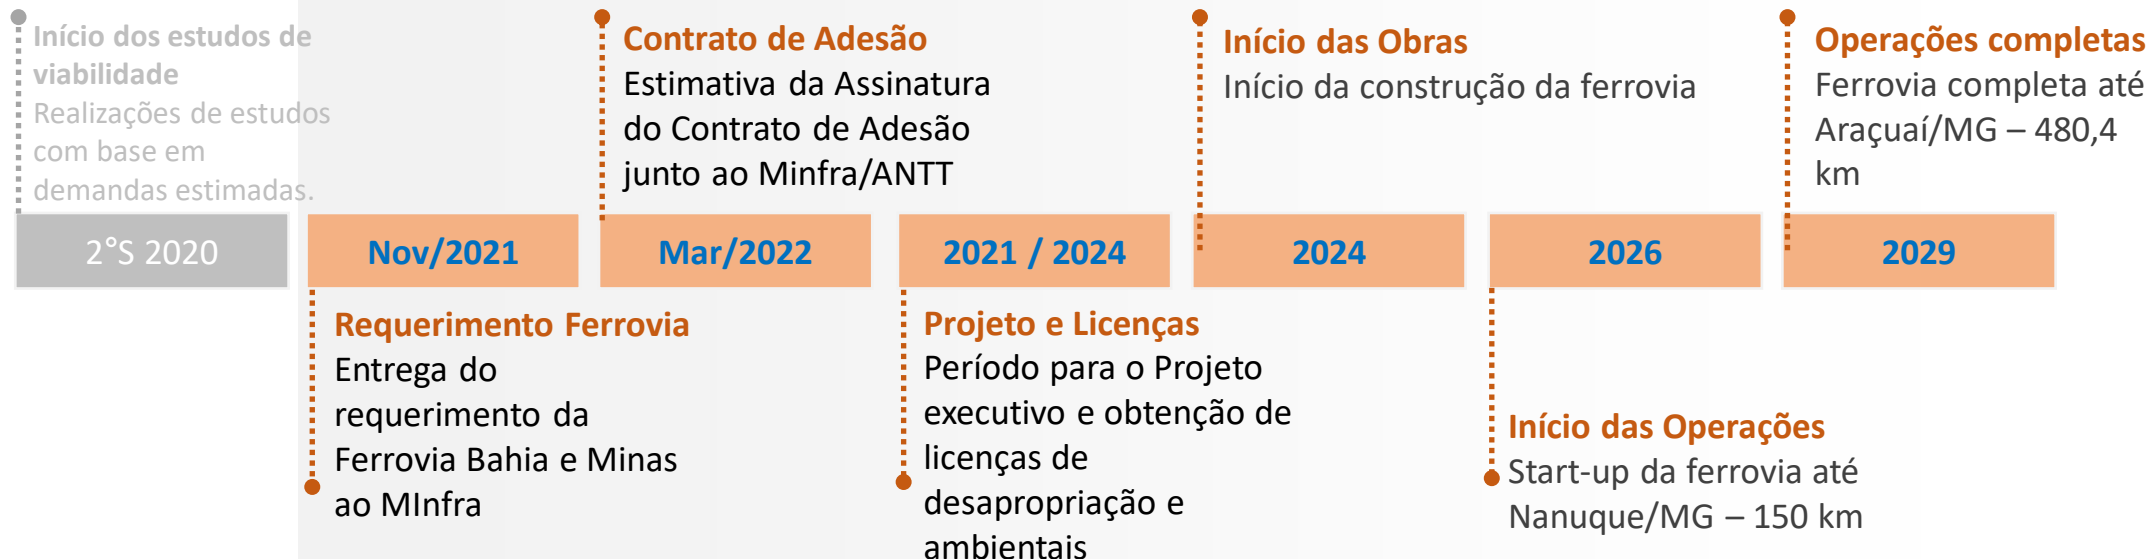 Início dos estudos de
viabilidade
Realizações de estudos
com base em
demandas estimadas.
Contrato de Adesão
Estimativa da Assinatura
do Contrato de Adesão
junto ao Minfra/ANTT
Início das Obras
Início da construção da ferrovia
Operações completas
Ferrovia completa até
Araçuaí/MG – 480,4
km
2°S 2020
Nov/2021
Mar/2022
2021 / 2024
2024
2026
2029
Requerimento Ferrovia
Entrega do
requerimento da
Ferrovia Bahia e Minas
ao MInfra
Projeto e Licenças
Período para o Projeto
executivo e obtenção de
licenças de
desapropriação e
ambientais
Início das Operações
Start-up da ferrovia até
Nanuque/MG – 150 km